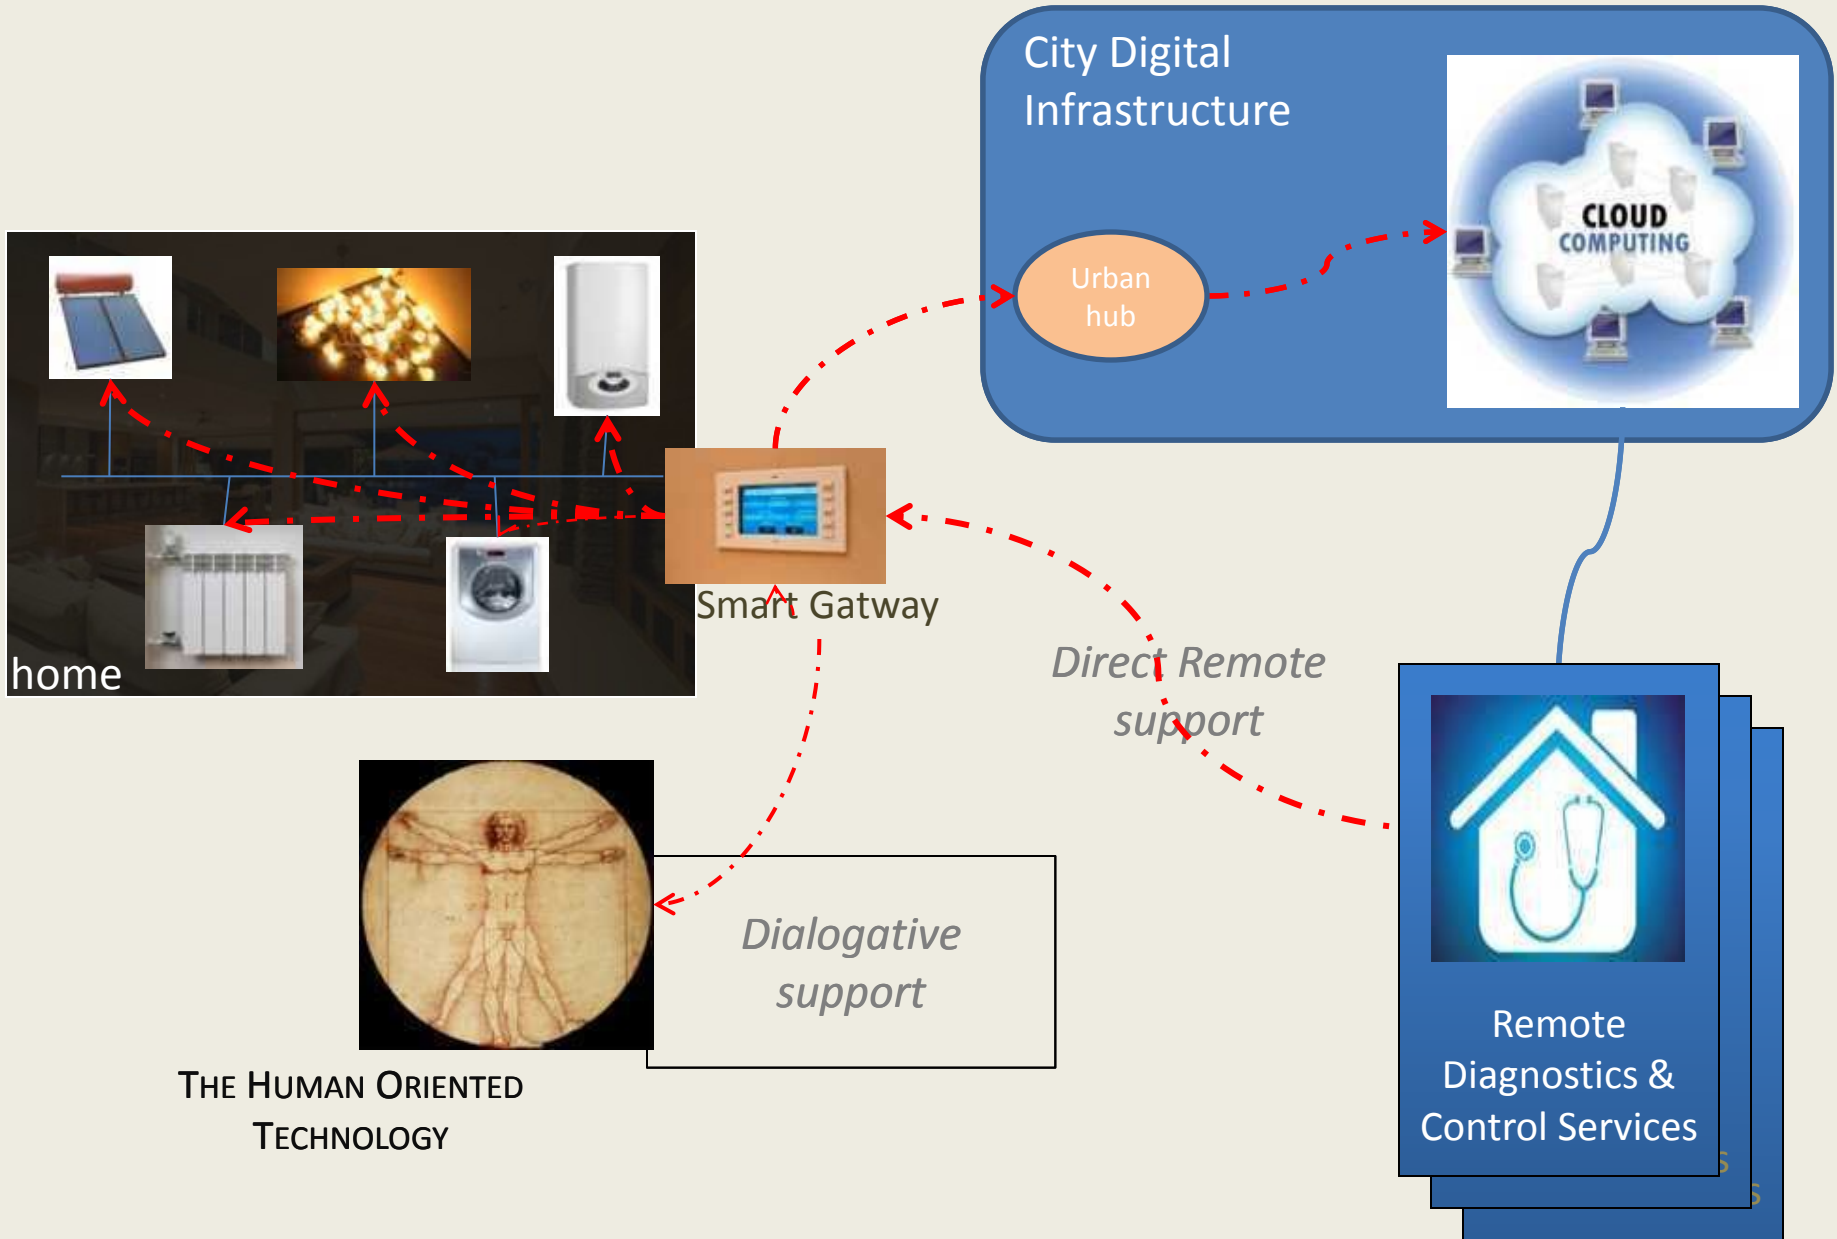 City Digital
Infrastructure
CLOUD
COMPUTING
Urban
hub
home
Smart Gatway
Direct Remote
support
Dialogative
support
THE HUMAN ORIENTED
TECHNOLOGY
Remote
Diagnostics &
Control Services
s
s